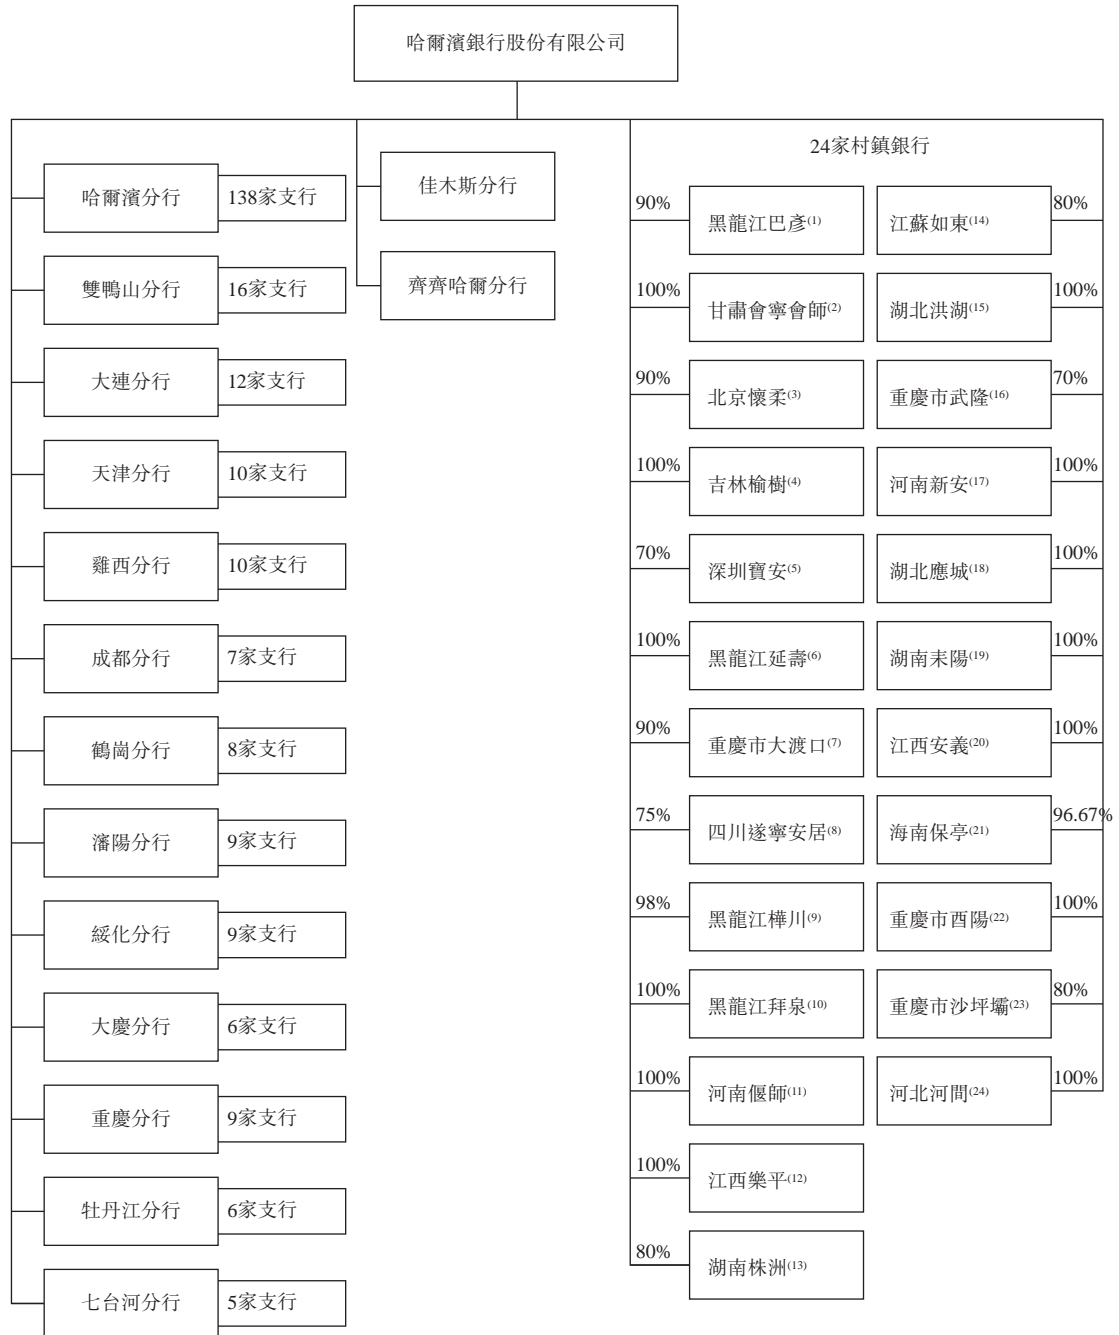 哈爾濱銀行股份有限公司
哈爾濱分行
138家支行
雙鴨山分行
16家支行
大連分行
12家支行
天津分行
10家支行
雞西分行
10家支行
成都分行
7家支行
鶴崗分行
8家支行
瀋陽分行
9家支行
綏化分行
9家支行
大慶分行
6家支行
重慶分行
9家支行
牡丹江分行
6家支行
七台河分行
5家支行
佳木斯分行
齊齊哈爾分行
24家村鎮銀行
90%
黑龍江巴彥(1)
100%
甘肅會寧會師(2)
90%
北京懷柔(3)
100%
吉林榆樹(4)
70%
深圳寶安(5)
100%
黑龍江延壽(6)
90%
重慶市大渡口(7)
75%
四川遂寧安居(8)
98%
黑龍江樺川(9)
100%
黑龍江拜泉(10)
100%
河南偃師(11)
100%
江西樂平(12)
80%
湖南株洲(13)
江蘇如東(14)
80%
湖北洪湖(15)
100%
重慶市武隆(16)
70%
河南新安(17)
100%
湖北應城(18)
100%
湖南耒陽(19)
100%
江西安義(20)
100%
海南保亭(21)
96.67%
重慶市酉陽(22)
100%
重慶市沙坪壩(23)
80%
河北河間(24)
100%